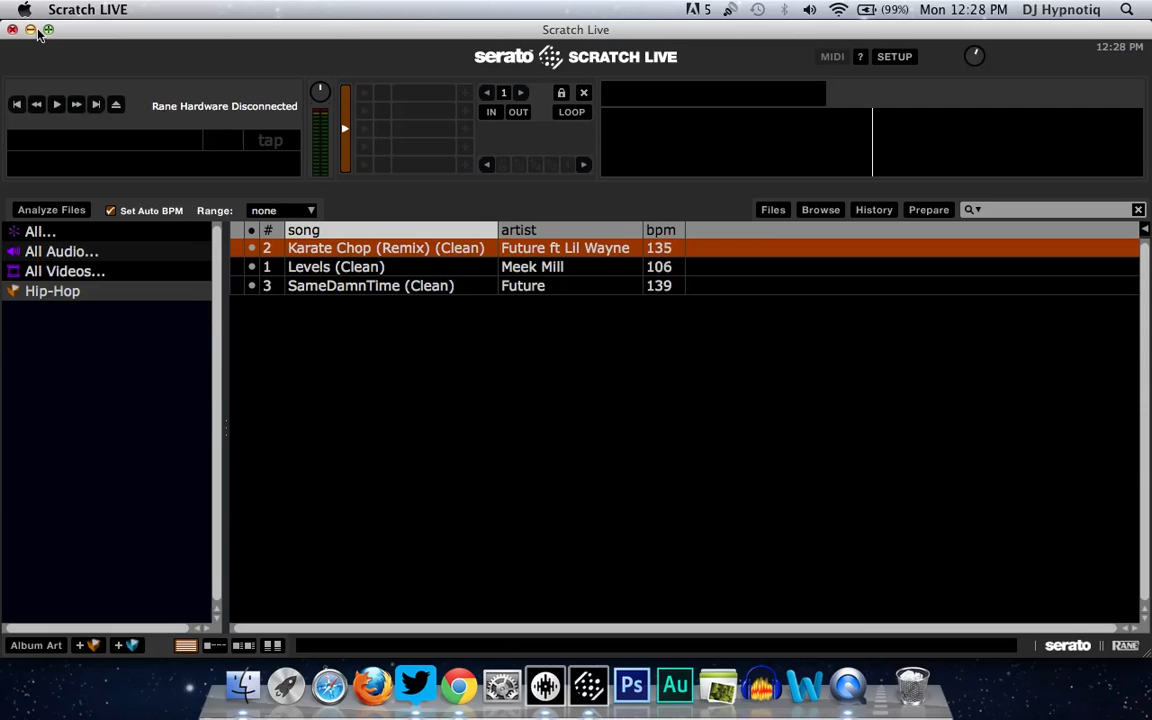 Scratch LIVE 5 (99%) Mon 12:28 PM DJ Hypnotiq
Scratch Live
12:28 PM
serato SCRATCH LIVE MIDI ? SETUP
Rane Hardware Disconnected 1
IN OUT LOOP
tap
Analyze Files Set Auto BPM Range: none Files Browse History Prepare
All... # song artist bpm
All Audio... 2 Karate Chop (Remix) (Clean) Future ft Lil Wayne 135
All Videos... 1 Levels (Clean) Meek Mill 106
Hip-Hop 3 SameDamnTime (Clean) Future 139
Album Art + + serato RANE
Ps Au W